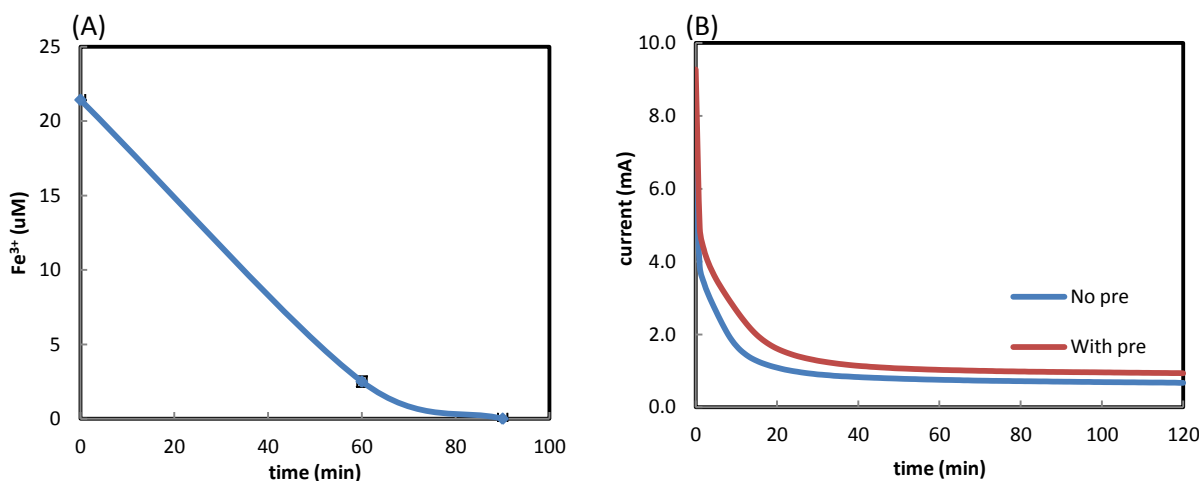 (A)
25
20
15
10
5
0
Fe³⁺ (uM)
0 20 40 60 80 100
time (min)
(B)
10.0
8.0
6.0
4.0
2.0
0.0
current (mA)
No pre
With pre
0 20 40 60 80 100 120
time (min)